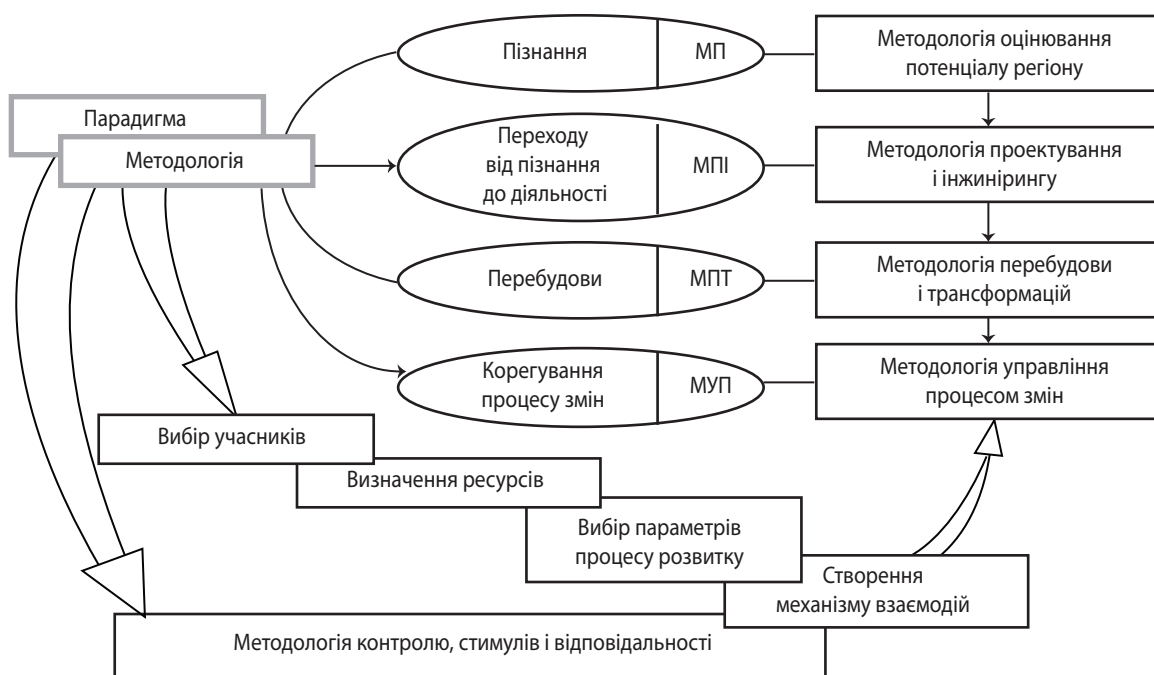 Парадигма
Методологія
Пізнання
МП
Методологія оцінювання
потенціалу регіону
Переходу
від пізнання
до діяльності
МПІ
Методологія проектування
і інжинірингу
Перебудови
МПТ
Методологія перебудови
і трансформацій
Корегування
процесу змін
МУП
Методологія управління
процесом змін
Вибір учасників
Визначення ресурсів
Вибір параметрів
процесу розвитку
Створення
механізму взаємодій
Методологія контролю, стимулів і відповідальності